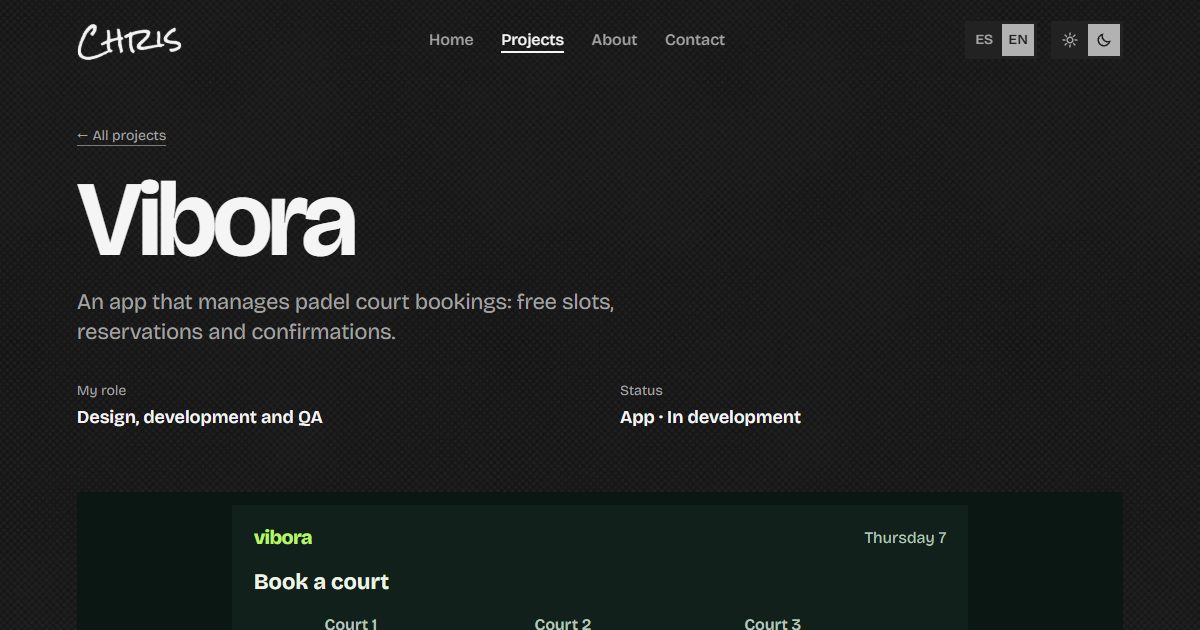 CHRIS
Home Projects About Contact
ES EN
← All projects
Vibora
An app that manages padel court bookings: free slots,
reservations and confirmations.
My role
Design, development and QA
Status
App · In development
vibora
Thursday 7
Book a court
Court 1 Court 2 Court 3